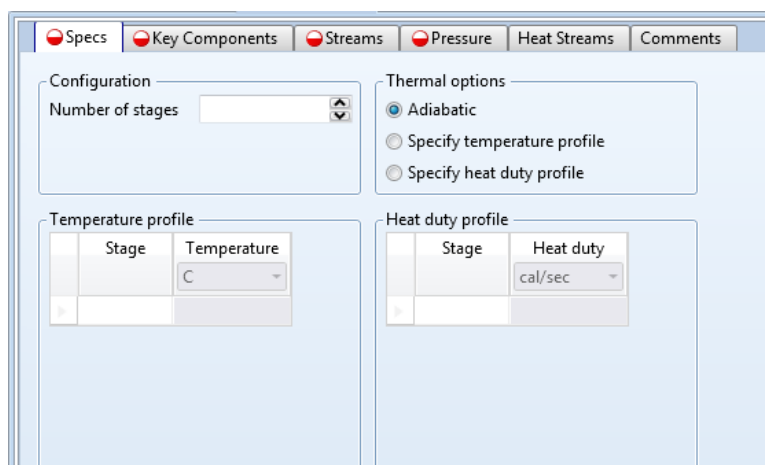 Specs Key Components Streams Pressure Heat Streams Comments
Configuration
Number of stages
Thermal options
Adiabatic
Specify temperature profile
Specify heat duty profile
Temperature profile
Stage Temperature
C
Heat duty profile
Stage Heat duty
cal/sec